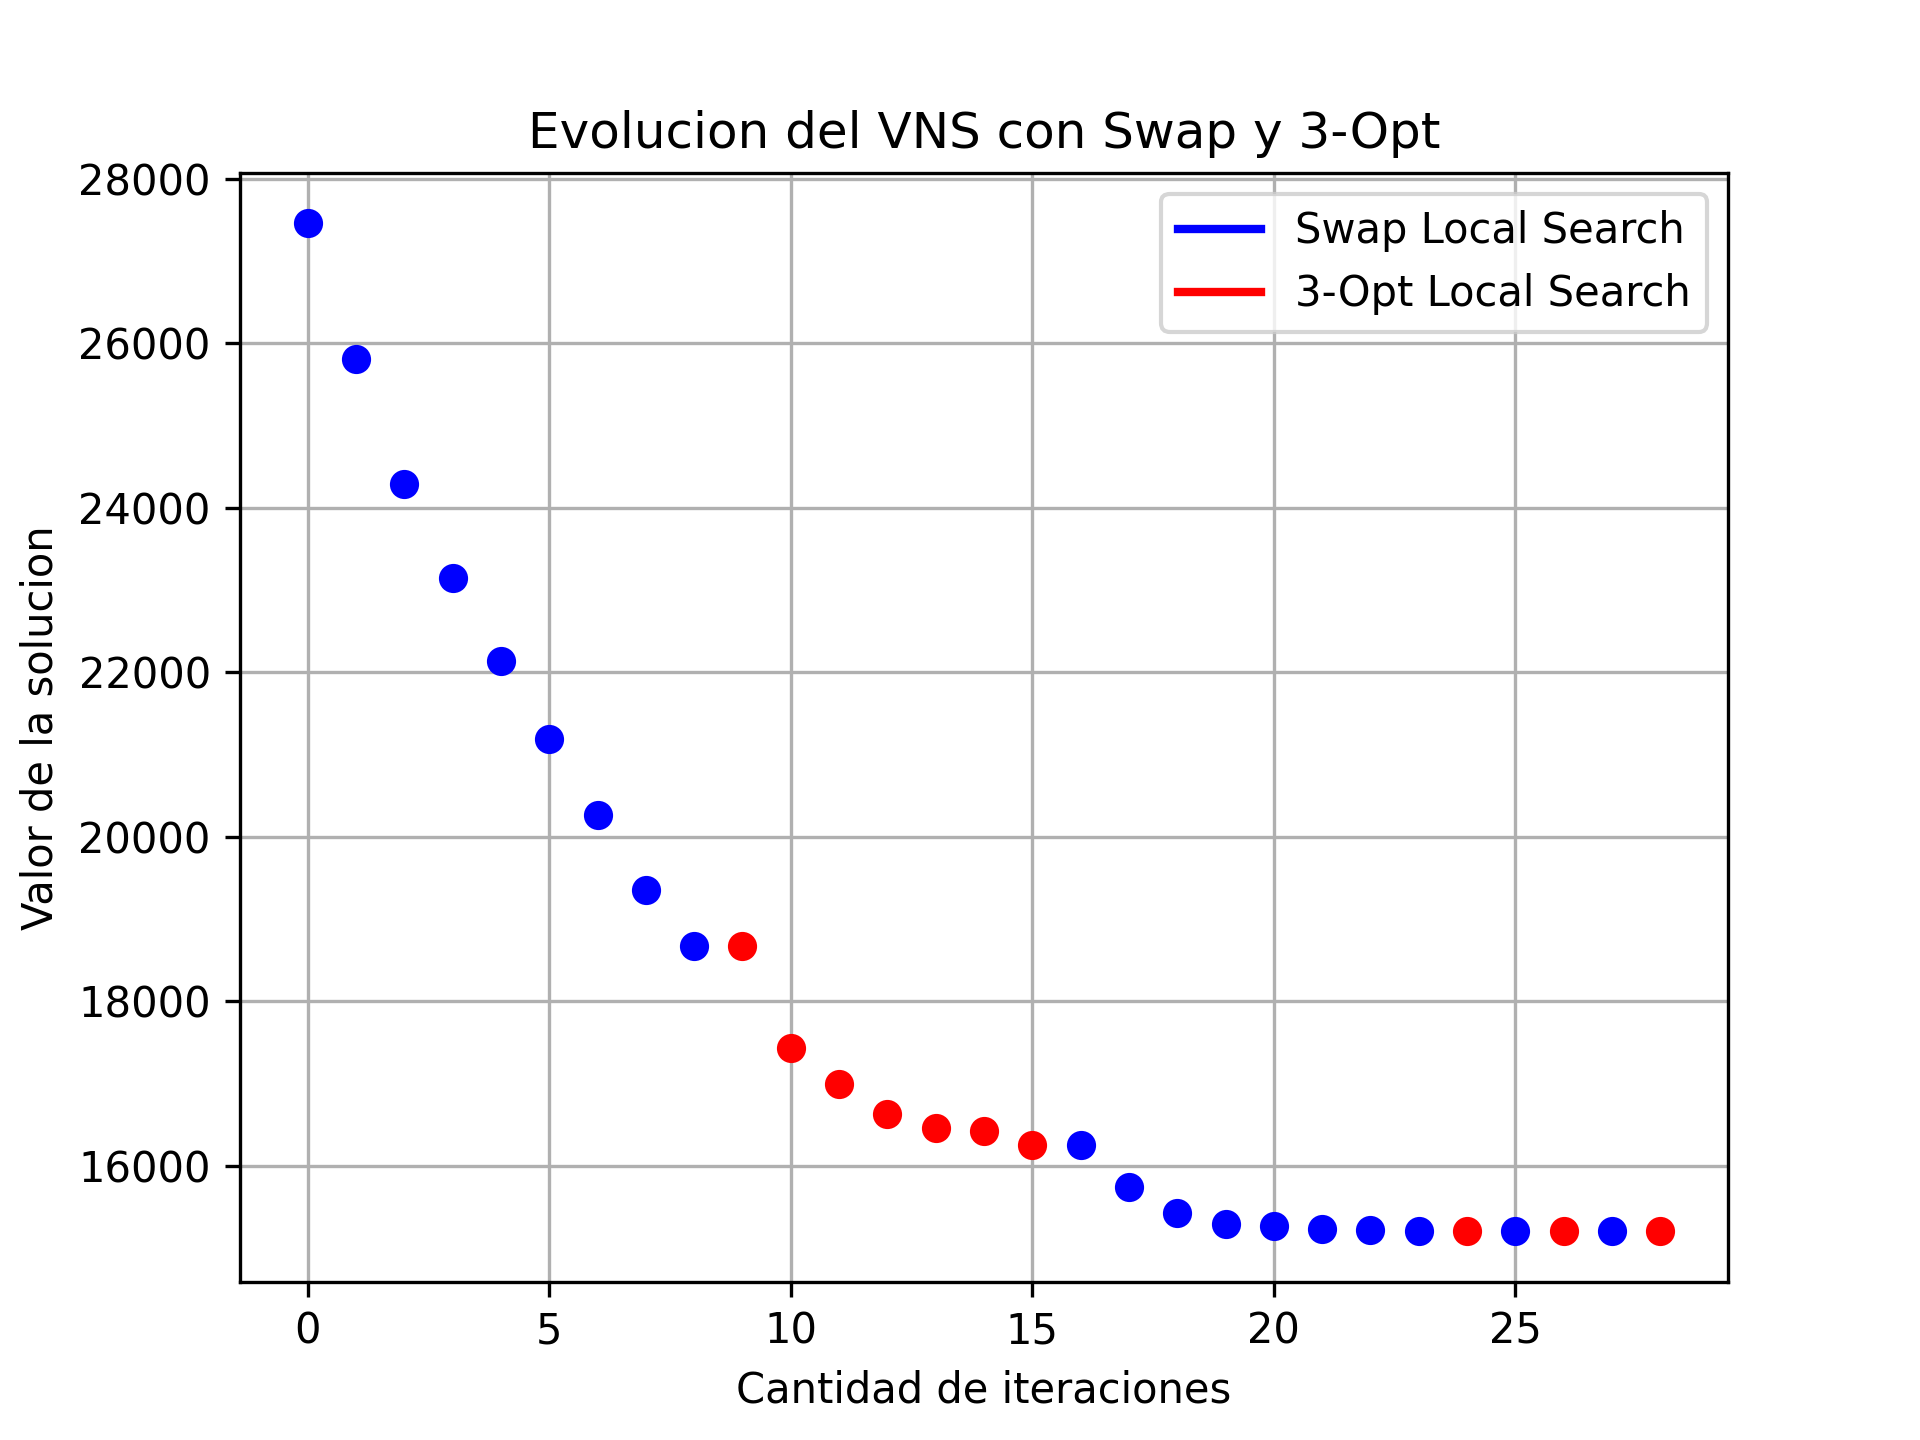 Evolucion del VNS con Swap y 3-Opt
28000
26000
24000
22000
20000
18000
16000
Valor de la solucion
Swap Local Search
3-Opt Local Search
0 5 10 15 20 25
Cantidad de iteraciones